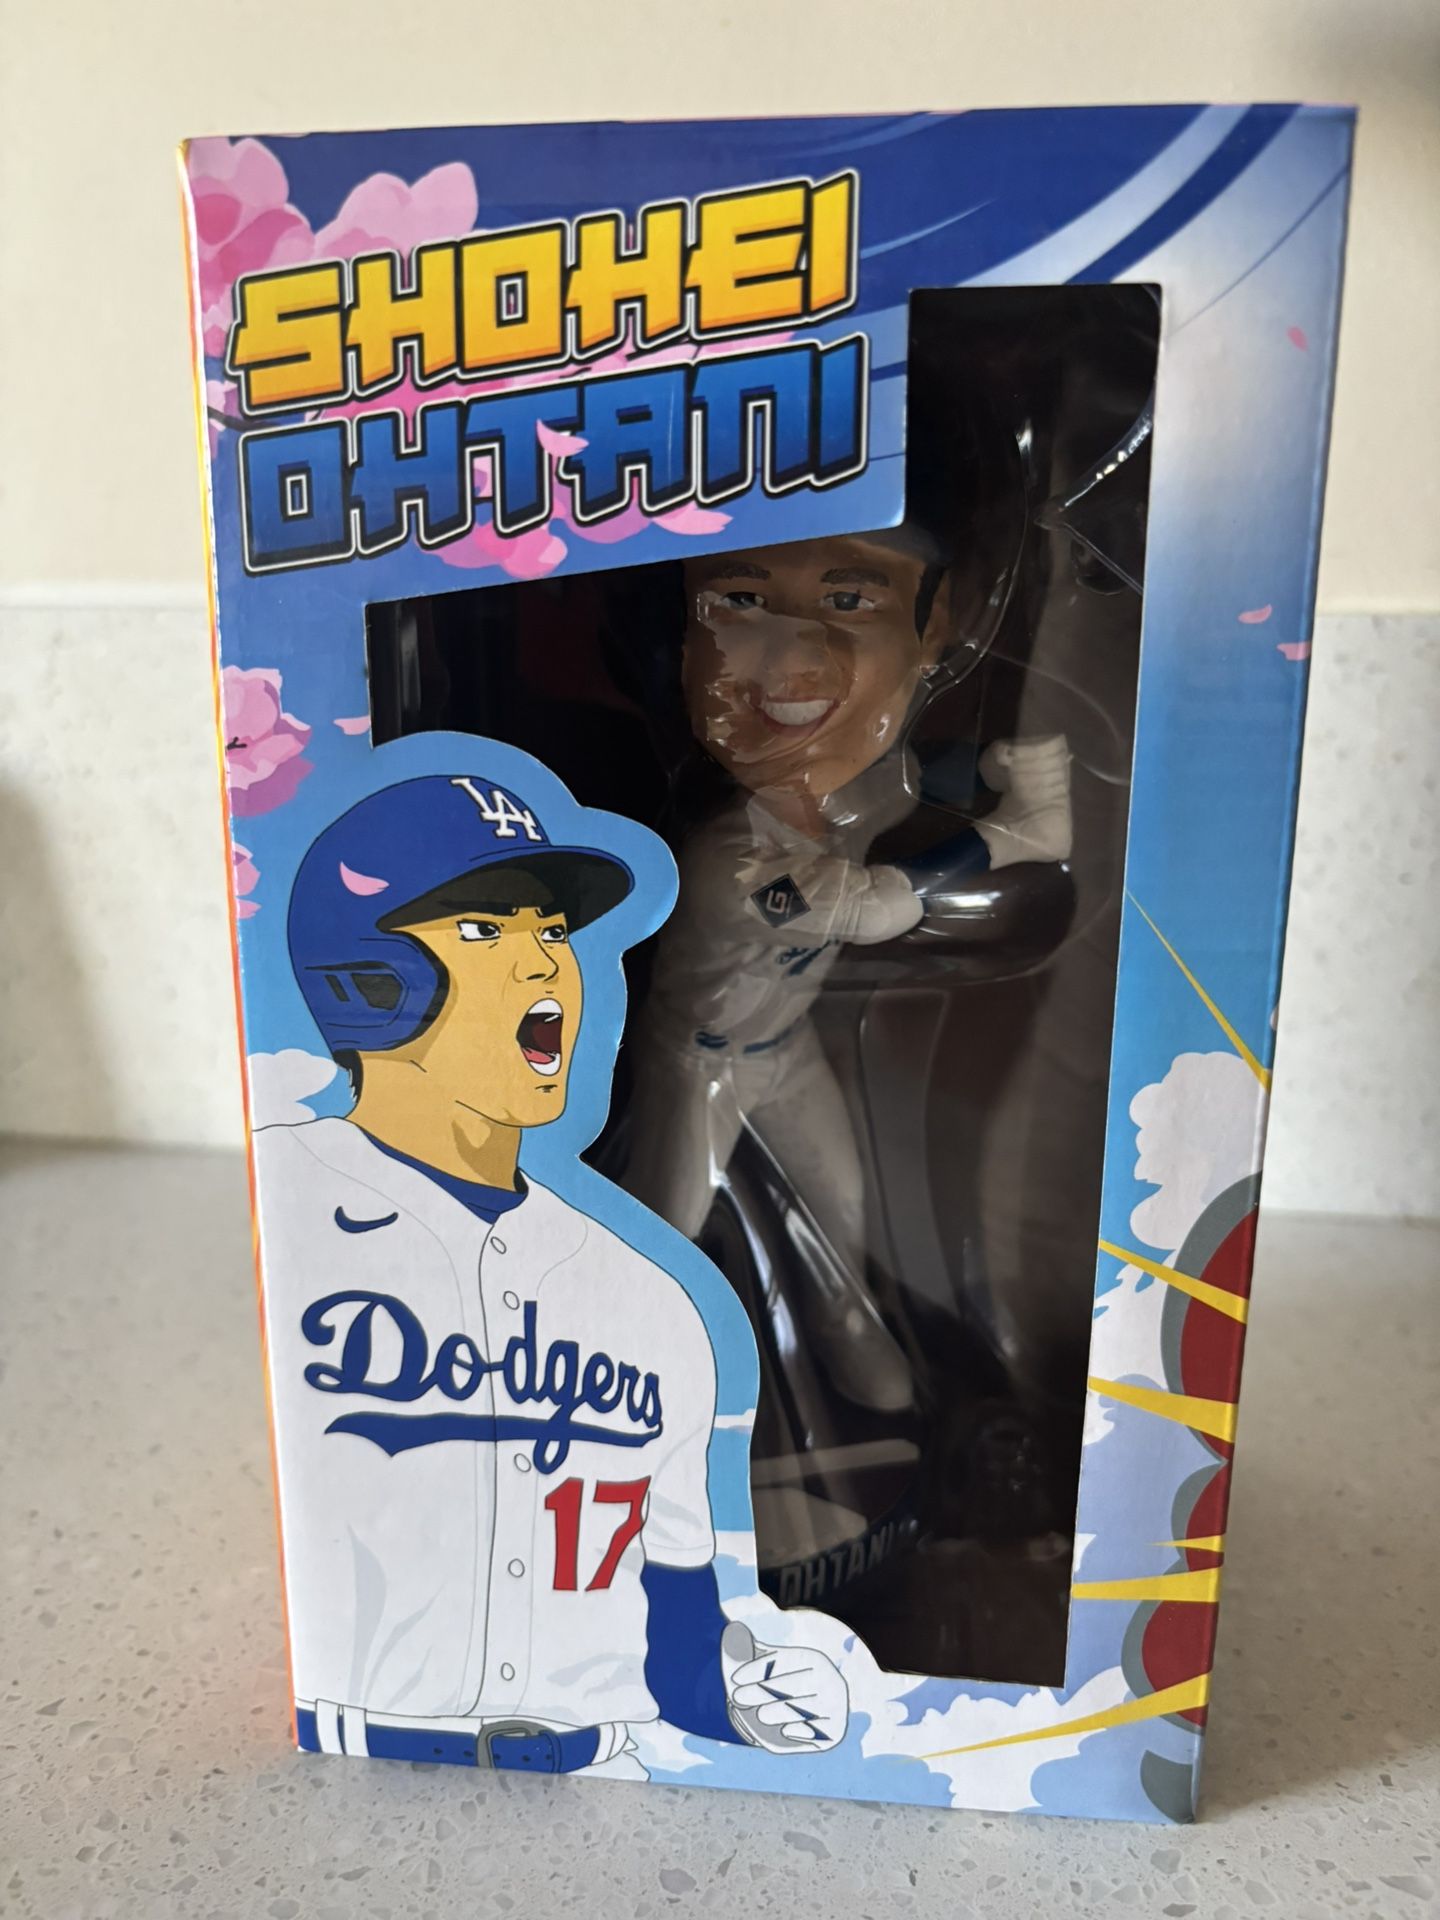 SHOHEI
OHTANI
LA
Dodgers
17
OHTANI